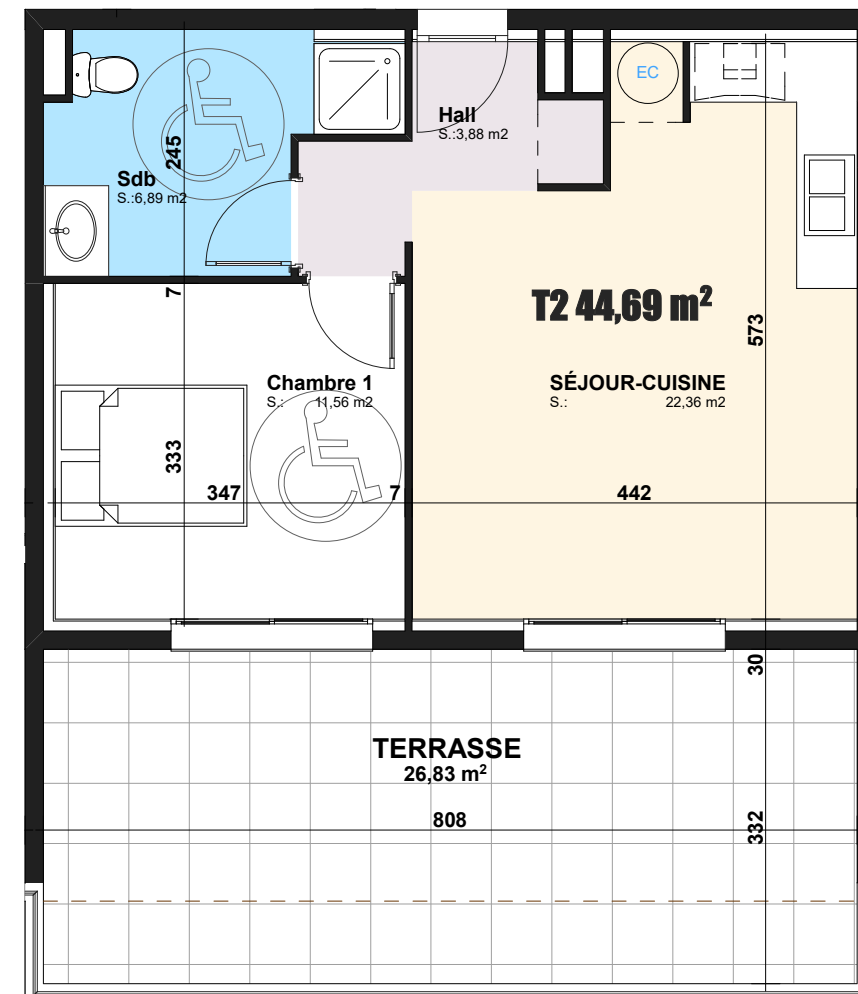 EC
Hall
S.:3,88 m2
245
Sdb
S.:6,89 m2
7
T2 44,69 m²
573
Chambre 1
S.: 11,56 m2
SÉJOUR-CUISINE
S.: 22,36 m2
333
347
7
442
30
TERRASSE
26,83 m²
808
332